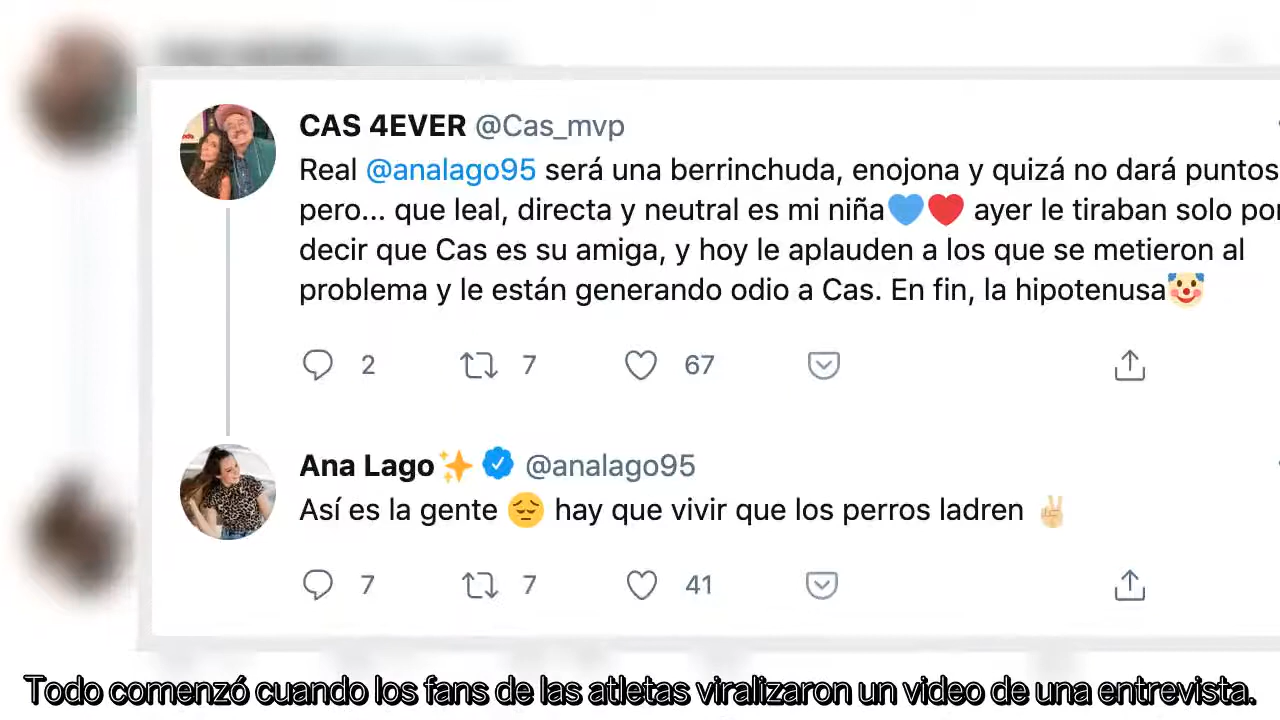 CAS 4EVER @Cas_mvp
Real @analago95 será una berrinchuda, enojona y quizá no dará puntos
pero... que leal, directa y neutral es mi niña💙❤️ ayer le tiraban solo por
decir que Cas es su amiga, y hoy le aplauden a los que se metieron al
problema y le están generando odio a Cas. En fin, la hipotenusa🤡
2 7 67
Ana Lago✨ @analago95
Así es la gente 😔 hay que vivir que los perros ladren ✌🏼
7 7 41
Todo comenzó cuando los fans de las atletas viralizaron un video de una entrevista.